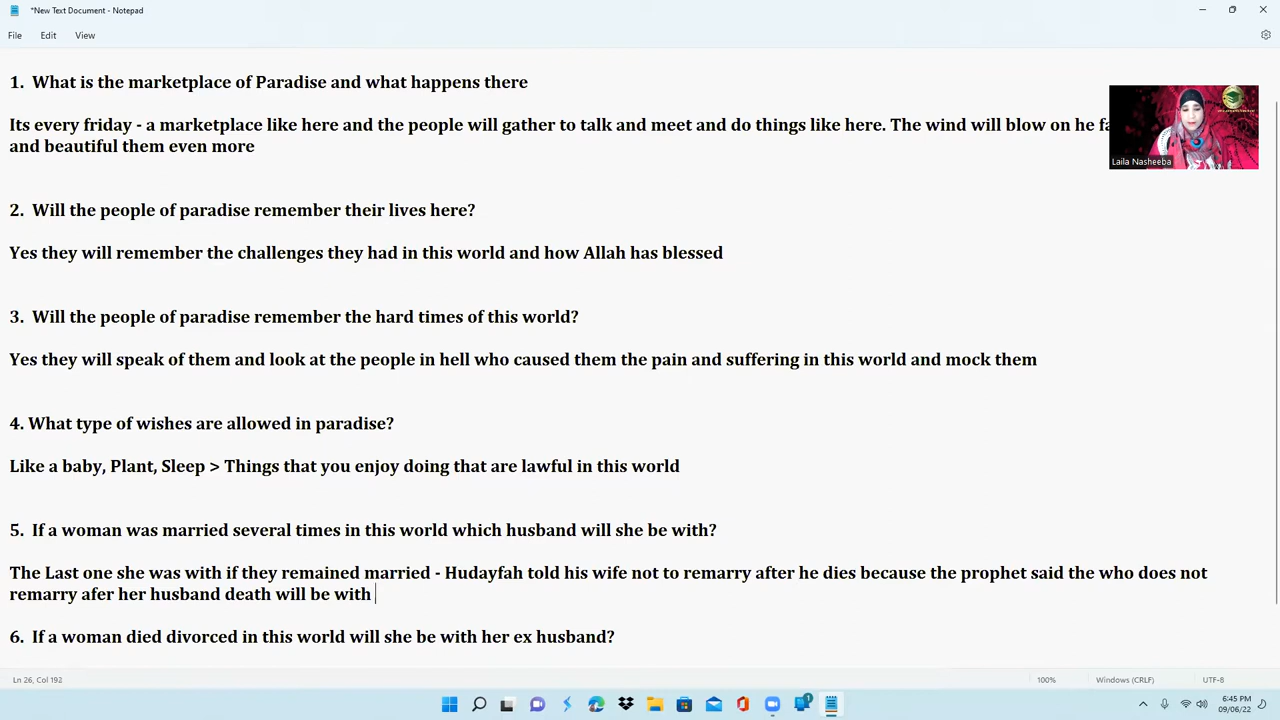 *New Text Document - Notepad
File Edit View
1. What is the marketplace of Paradise and what happens there
Its every friday - a marketplace like here and the people will gather to talk and meet and do things like here. The wind will blow on he
and beautiful them even more
Laila Nasheeba
2. Will the people of paradise remember their lives here?
Yes they will remember the challenges they had in this world and how Allah has blessed
3. Will the people of paradise remember the hard times of this world?
Yes they will speak of them and look at the people in hell who caused them the pain and suffering in this world and mock them
4. What type of wishes are allowed in paradise?
Like a baby, Plant, Sleep > Things that you enjoy doing that are lawful in this world
5. If a woman was married several times in this world which husband will she be with?
The Last one she was with if they remained married - Hudayfah told his wife not to remarry after he dies because the prophet said the who does not
remarry afer her husband death will be with
6. If a woman died divorced in this world will she be with her ex husband?
Ln 26, Col 192 100% Windows (CRLF) UTF-8
1
6:45 PM
09/06/22